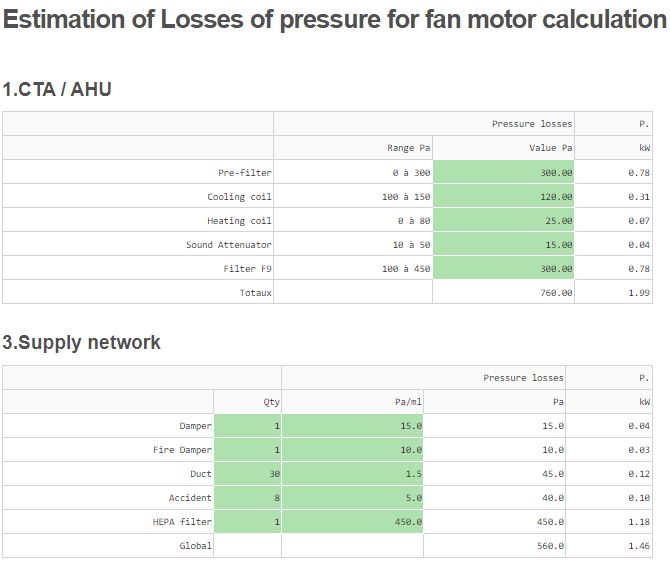 Estimation of Losses of pressure for fan motor calculation
1.CTA / AHU
Pressure losses P.
Range Pa Value Pa kW
Pre-filter 0 à 300 300.00 0.78
Cooling coil 100 à 150 120.00 0.31
Heating coil 0 à 80 25.00 0.07
Sound Attenuator 10 à 50 15.00 0.04
Filter F9 100 à 450 300.00 0.78
Totaux 760.00 1.99
3.Supply network
Pressure losses P.
Qty Pa/ml Pa kW
Damper 1 15.0 15.0 0.04
Fire Damper 1 10.0 10.0 0.03
Duct 30 1.5 45.0 0.12
Accident 8 5.0 40.0 0.10
HEPA filter 1 450.0 450.0 1.18
Global 560.0 1.46